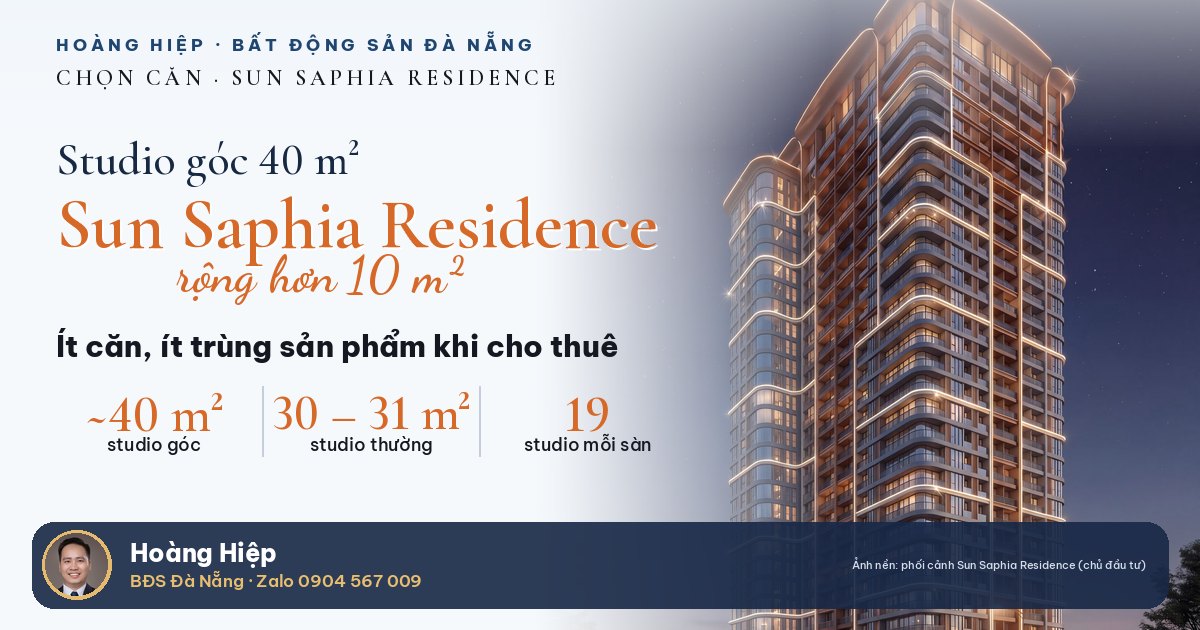 HOÀNG HIỆP · BẤT ĐỘNG SẢN ĐÀ NẴNG
CHỌN CĂN · SUN SAPHIA RESIDENCE
Studio góc 40 m²
Sun Saphia Residence
rộng hơn 10 m²
Ít căn, ít trùng sản phẩm khi cho thuê
~40 m²
studio góc
30 – 31 m²
studio thường
19
studio mỗi sàn
Hoàng Hiệp
BĐS Đà Nẵng · Zalo 0904 567 009
Ảnh nền: phối cảnh Sun Saphia Residence (chủ đầu tư)